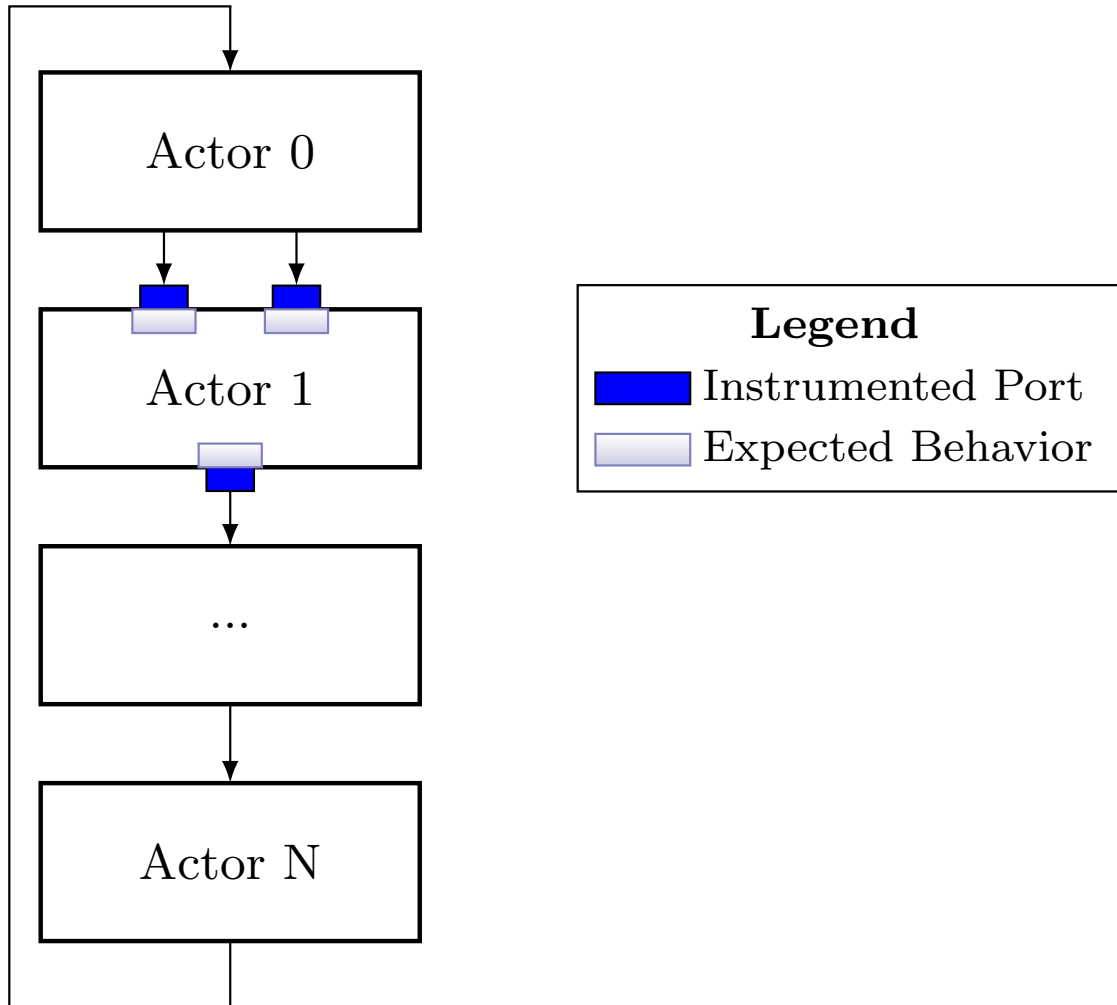 Actor 0
Legend
Instrumented Port
Actor 1
Expected Behavior
...
Actor N